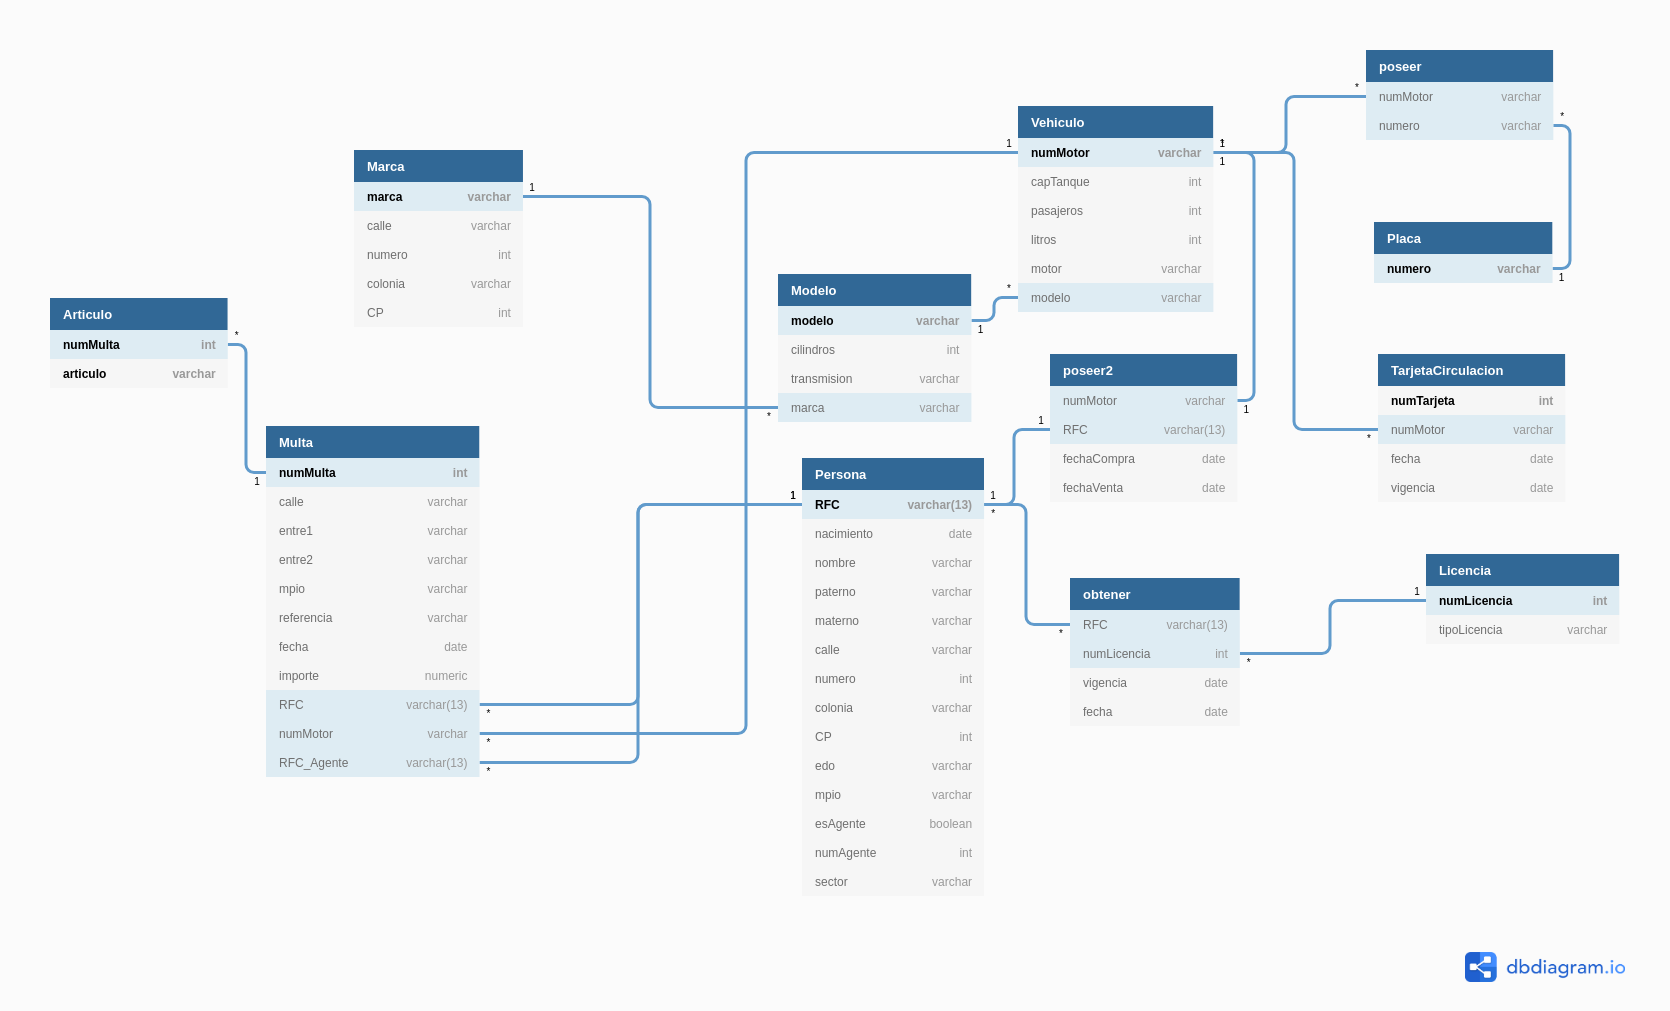 poseer
numMotor varchar
numero varchar
Vehiculo
numMotor varchar
capTanque int
pasajeros int
litros int
motor varchar
modelo varchar
Marca
marca varchar
calle varchar
numero int
colonia varchar
CP int
Placa
numero varchar
Modelo
modelo varchar
cilindros int
transmision varchar
marca varchar
Articulo
numMulta int
articulo varchar
poseer2
numMotor varchar
RFC varchar(13)
fechaCompra date
fechaVenta date
TarjetaCirculacion
numTarjeta int
numMotor varchar
fecha date
vigencia date
Multa
numMulta int
calle varchar
entre1 varchar
entre2 varchar
mpio varchar
referencia varchar
fecha date
importe numeric
RFC varchar(13)
numMotor varchar
RFC_Agente varchar(13)
Persona
RFC varchar(13)
nacimiento date
nombre varchar
paterno varchar
materno varchar
calle varchar
numero int
colonia varchar
CP int
edo varchar
mpio varchar
esAgente boolean
numAgente int
sector varchar
obtener
RFC varchar(13)
numLicencia int
vigencia date
fecha date
Licencia
numLicencia int
tipoLicencia varchar
1
*
1
*
1
*
1
*
1
1
1
*
*
1
1
1
1
*
*
*
1
*
*
*
*
1
dbdiagram.io